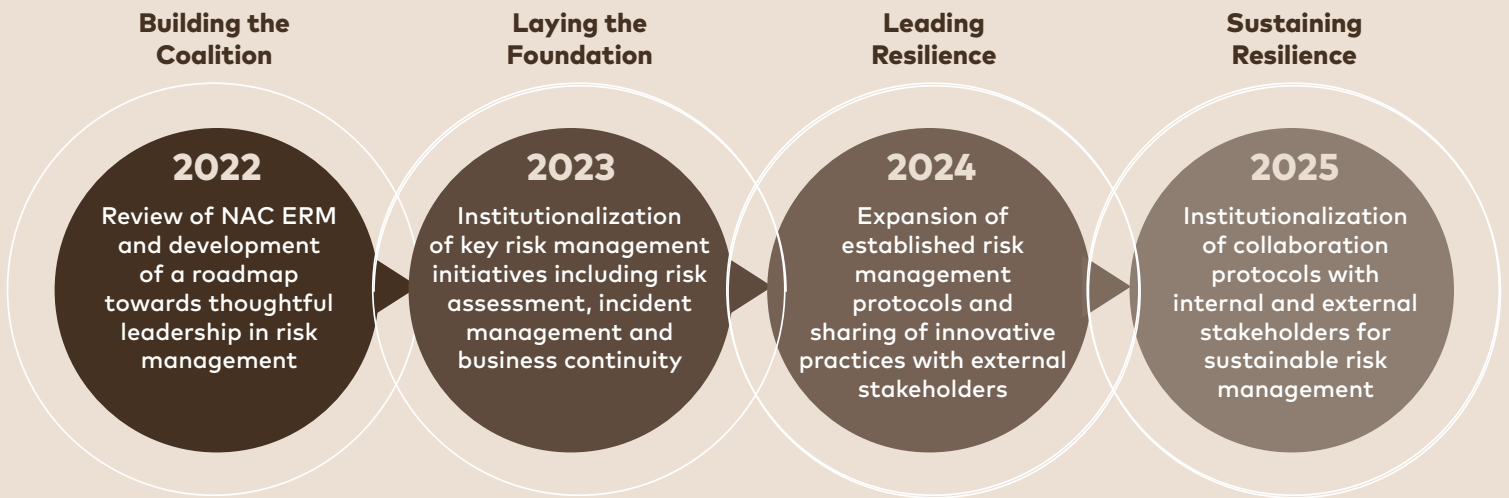 Building the
Coalition
2022
Review of NAC ERM
and development
of a roadmap
towards thoughtful
leadership in risk
management
Laying the
Foundation
2023
Institutionalization
of key risk management
initiatives including risk
assessment, incident
management and
business continuity
Leading
Resilience
2024
Expansion of
established risk
management
protocols and
sharing of innovative
practices with external
stakeholders
Sustaining
Resilience
2025
Institutionalization
of collaboration
protocols with
internal and external
stakeholders for
sustainable risk
management